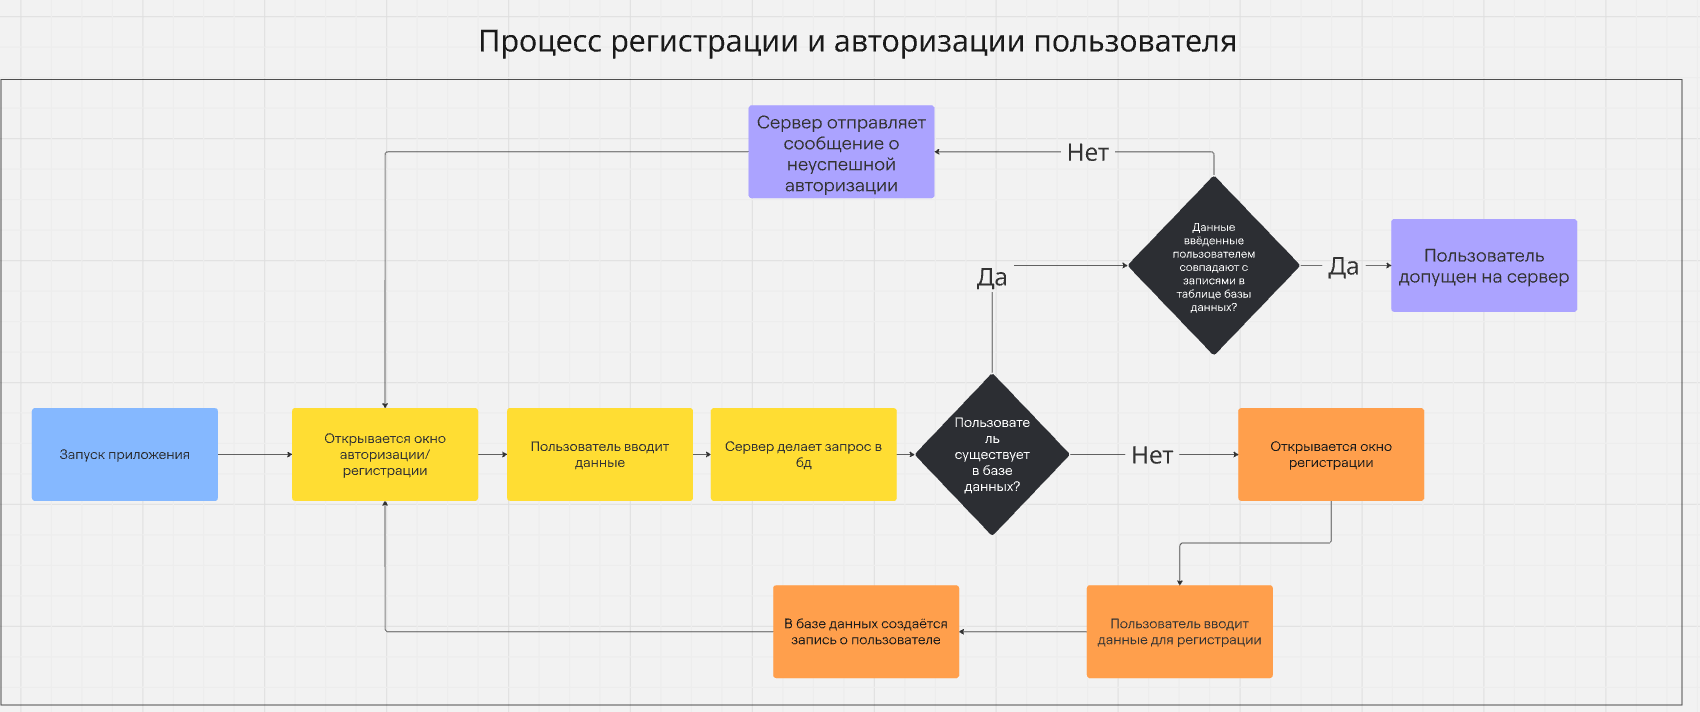 Процесс регистрации и авторизации пользователя
Сервер отправляет
сообщение о
неуспешной
авторизации
Нет
Данные
ввёденные
пользователем
совпадают с
записями в
таблице базы
данных?
Да
Да
Пользователь
допущен на сервер
Запуск приложения
Открывается окно
авторизации/
регистрации
Пользователь вводит
данные
Сервер делает запрос в
бд
Пользовате
ль
существует
в базе
данных?
Нет
Открывается окно
регистрации
В базе данных создаётся
запись о пользователе
Пользователь вводит
данные для регистрации